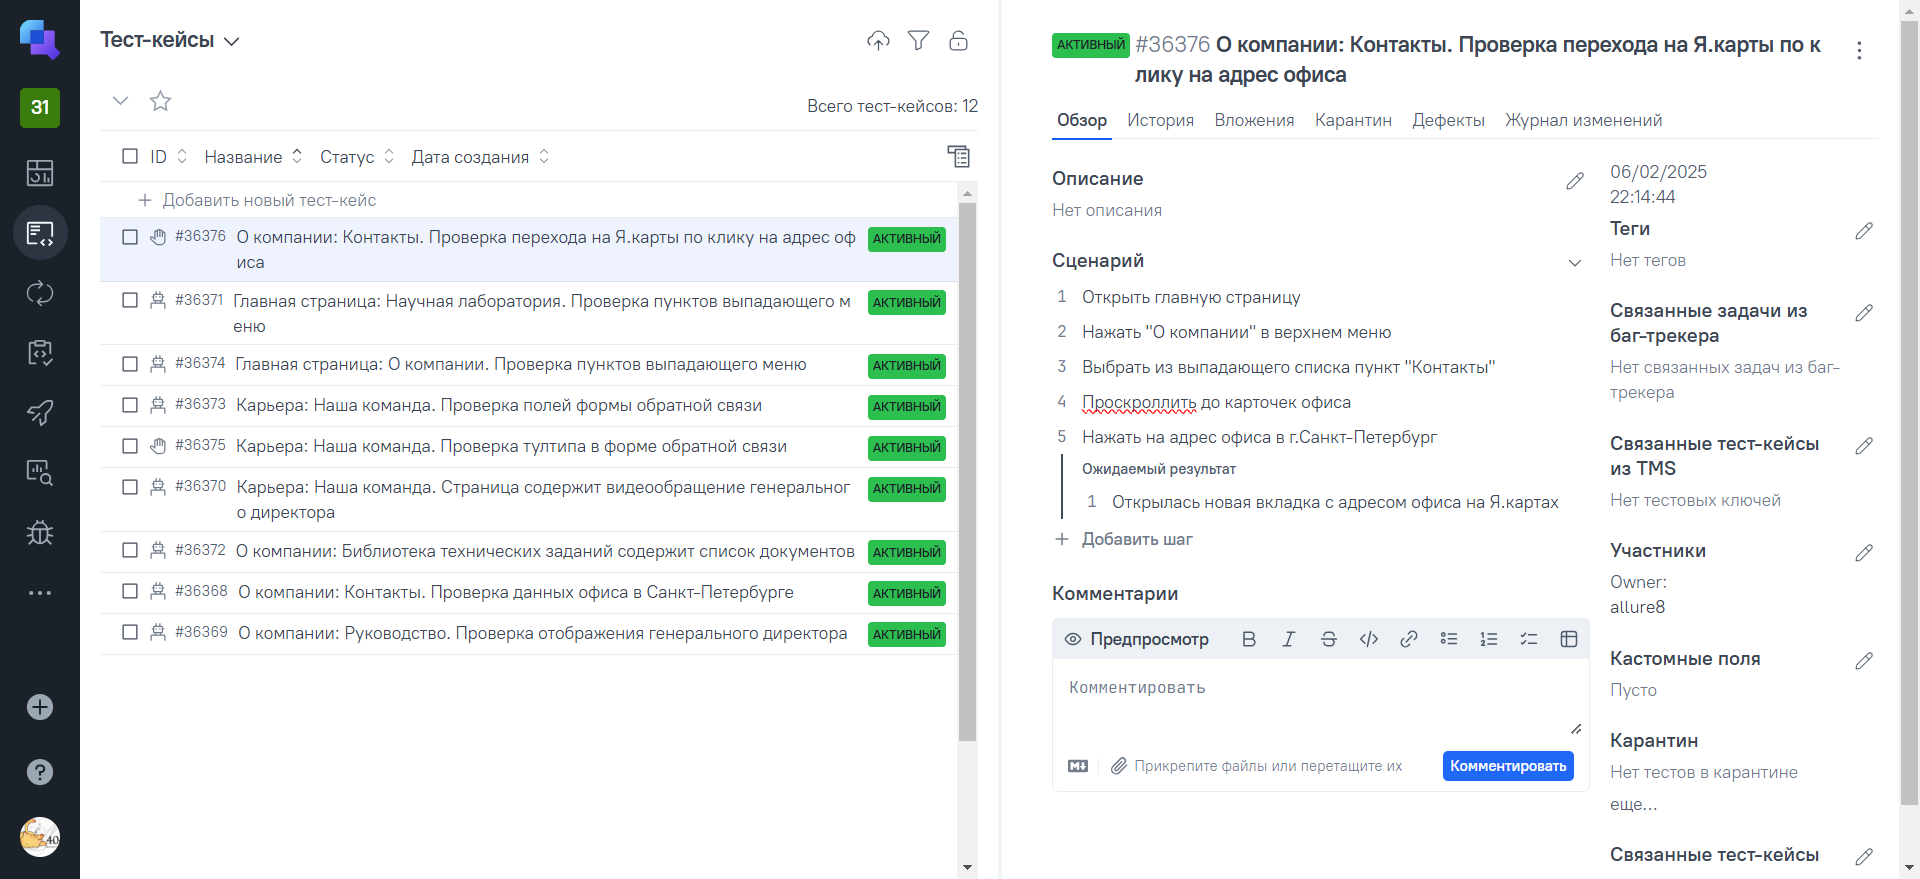 31
Тест-кейсы
Всего тест-кейсов: 12
ID Название Статус Дата создания
Добавить новый тест-кейс
#36376 О компании: Контакты. Проверка перехода на Я.карты по клику на адрес оф
иса
АКТИВНЫЙ
#36371 Главная страница: Научная лаборатория. Проверка пунктов выпадающего м
еню
АКТИВНЫЙ
#36374 Главная страница: О компании. Проверка пунктов выпадающего меню АКТИВНЫЙ
#36373 Карьера: Наша команда. Проверка полей формы обратной связи АКТИВНЫЙ
#36375 Карьера: Наша команда. Проверка тултипа в форме обратной связи АКТИВНЫЙ
#36370 Карьера: Наша команда. Страница содержит видеообращение генеральног
о директора
АКТИВНЫЙ
#36372 О компании: Библиотека технических заданий содержит список документов АКТИВНЫЙ
#36368 О компании: Контакты. Проверка данных офиса в Санкт-Петербурге АКТИВНЫЙ
#36369 О компании: Руководство. Проверка отображения генерального директора АКТИВНЫЙ
40
АКТИВНЫЙ #36376 О компании: Контакты. Проверка перехода на Я.карты по к
лику на адрес офиса
Обзор История Вложения Карантин Дефекты Журнал изменений
Описание
Нет описания
Сценарий
1 Открыть главную страницу
2 Нажать "О компании" в верхнем меню
3 Выбрать из выпадающего списка пункт "Контакты"
4 Проскроллить до карточек офиса
5 Нажать на адрес офиса в г.Санкт-Петербург
Ожидаемый результат
1 Открылась новая вкладка с адресом офиса на Я.картах
Добавить шаг
Комментарии
Предпросмотр
Комментировать
Прикрепите файлы или перетащите их
Комментировать
06/02/2025
22:14:44
Теги
Нет тегов
Связанные задачи из
баг-трекера
Нет связанных задач из баг-
трекера
Связанные тест-кейсы
из TMS
Нет тестовых ключей
Участники
Owner:
allure8
Кастомные поля
Пусто
Карантин
Нет тестов в карантине
еще...
Связанные тест-кейсы